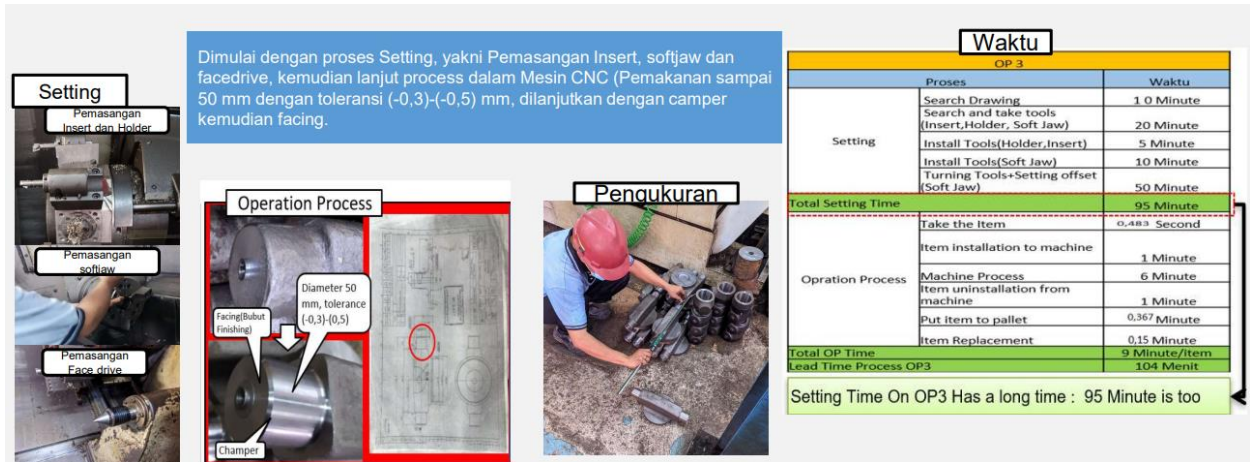 Dimulai dengan proses Setting, yakni Pemasangan Insert, softjaw dan
facedrive, kemudian lanjut process dalam Mesin CNC (Pemakanan sampai
50 mm dengan toleransi (-0,3)-(-0,5) mm, dilanjutkan dengan camper
kemudian facing.
Setting
Pemasangan
Insert dan Holder
Pemasangan
softjaw
Pemasangan
Face drive
Operation Process
Diameter 50
mm, tolerance
(-0,3)-(0,5)
Facing(Bubut
Finishing)
Champer
Pengukuran
Waktu
OP 3
Proses Waktu
Setting
Search Drawing 1 0 Minute
Search and take tools
(Insert,Holder, Soft Jaw) 20 Minute
Install Tools(Holder,Insert) 5 Minute
Install Tools(Soft Jaw) 10 Minute
Turning Tools+Setting offset
(Soft Jaw) 50 Minute
Total Setting Time 95 Minute
Opration Process
Take the Item 0,483 Second
Item installation to machine
1 Minute
Machine Process 6 Minute
Item uninstallation from
machine 1 Minute
Put item to pallet 0,367 Minute
Item Replacement 0,15 Minute
Total OP Time 9 Minute/item
Lead Time Process OP3 104 Menit
Setting Time On OP3 Has a long time : 95 Minute is too